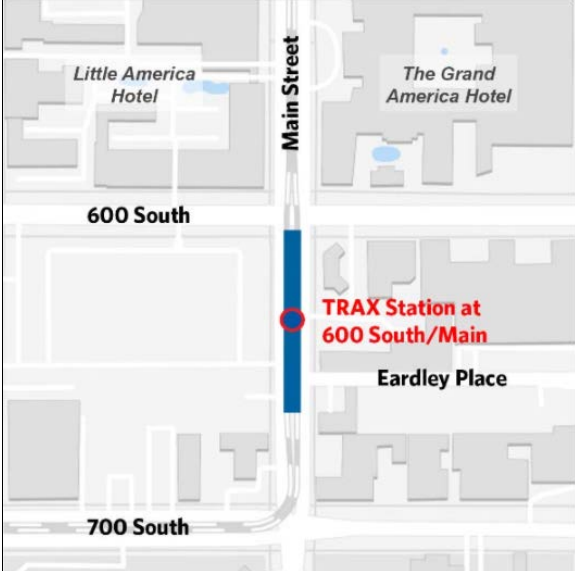 Little America
Hotel
Main Street
The Grand
America Hotel
600 South
TRAX Station at
600 South/Main
Eardley Place
700 South